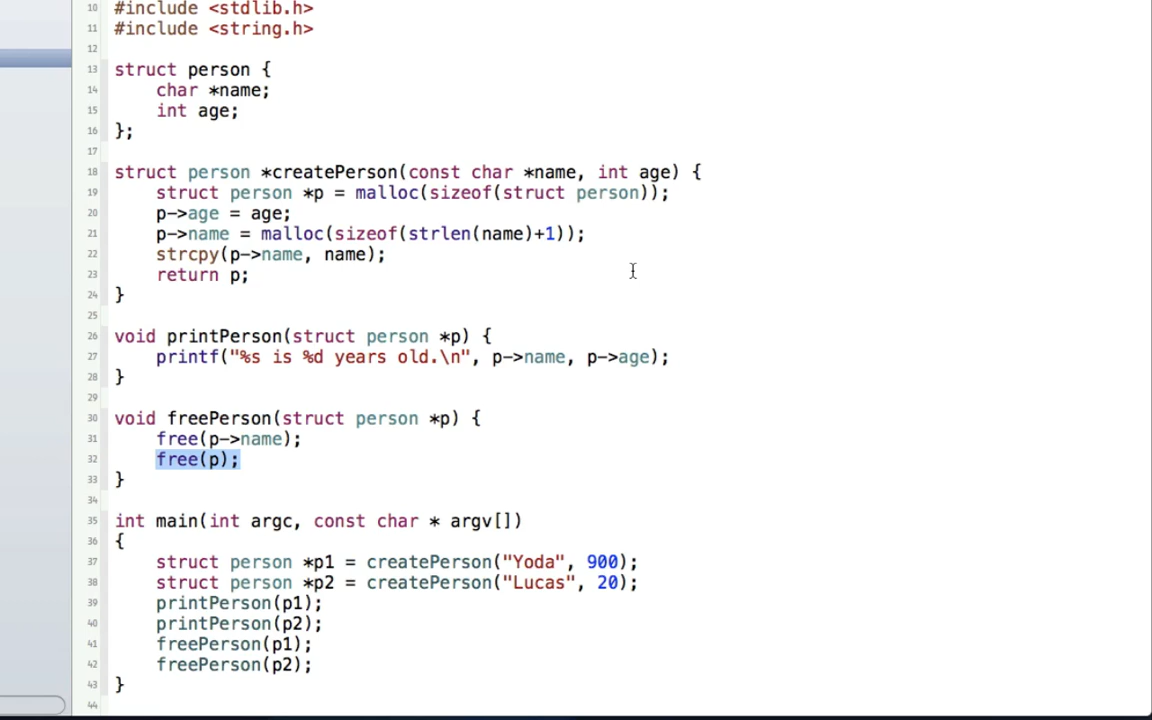 10 #include <stdlib.h>
11 #include <string.h>
12
13 struct person {
14     char *name;
15     int age;
16 };
17
18 struct person *createPerson(const char *name, int age) {
19     struct person *p = malloc(sizeof(struct person));
20     p->age = age;
21     p->name = malloc(sizeof(strlen(name)+1));
22     strcpy(p->name, name);
23     return p;
24 }
25
26 void printPerson(struct person *p) {
27     printf("%s is %d years old.\n", p->name, p->age);
28 }
29
30 void freePerson(struct person *p) {
31     free(p->name);
32     free(p);
33 }
34
35 int main(int argc, const char * argv[])
36 {
37     struct person *p1 = createPerson("Yoda", 900);
38     struct person *p2 = createPerson("Lucas", 20);
39     printPerson(p1);
40     printPerson(p2);
41     freePerson(p1);
42     freePerson(p2);
43 }
44